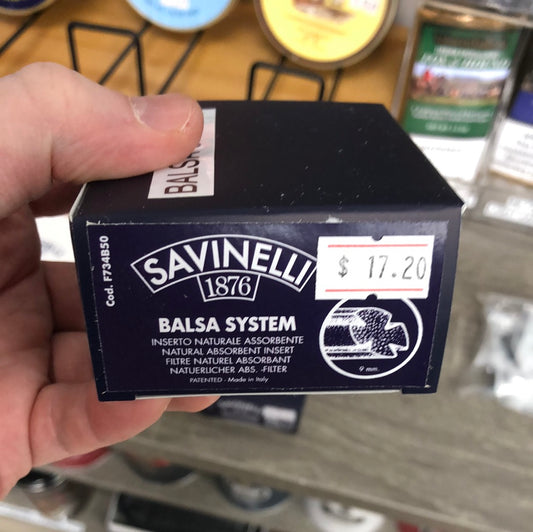 BALSA
Cod. F734B50
SAVINELLI
1876
$ 17.20
BALSA SYSTEM
INSERTO NATURALE ASSORBENTE
NATURAL ABSORBENT INSERT
FILTRE NATUREL ABSORBANT
NATUERLICHER ABS. -FILTER
PATENTED - Made in Italy
9 mm